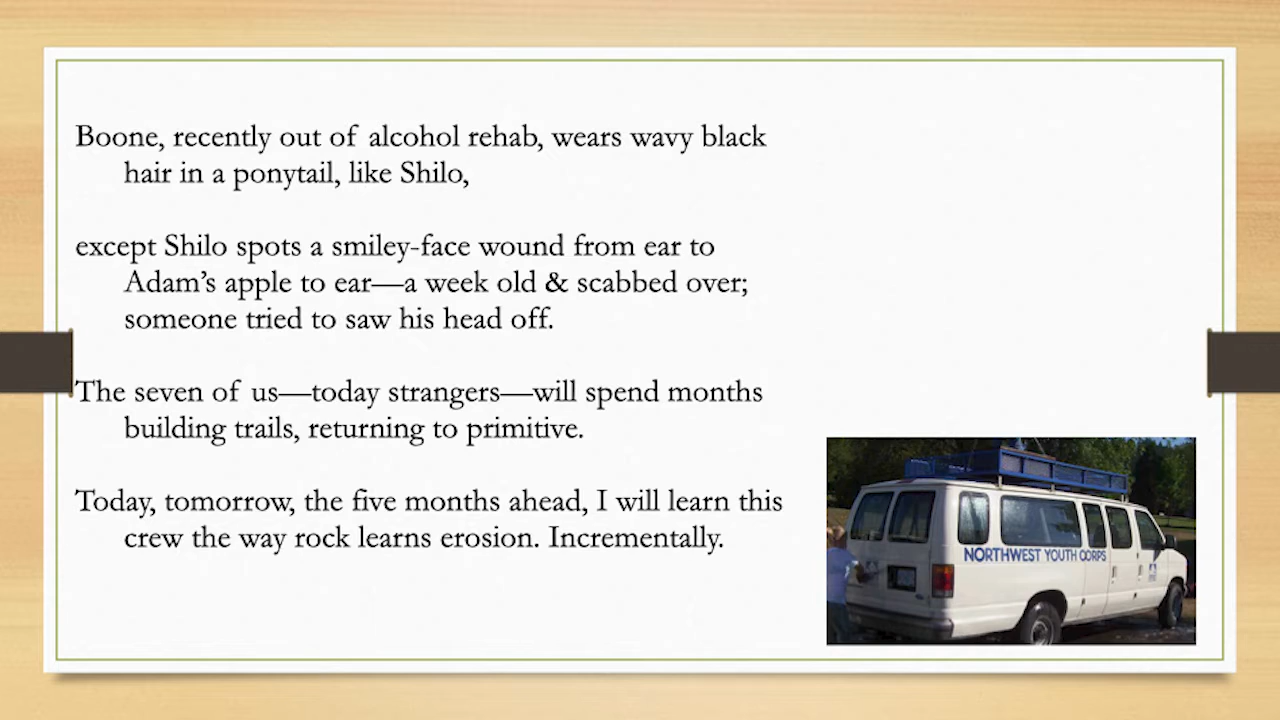 Boone, recently out of alcohol rehab, wears wavy black
hair in a ponytail, like Shilo,
except Shilo spots a smiley-face wound from ear to
Adam's apple to ear—a week old & scabbed over;
someone tried to saw his head off.
The seven of us—today strangers—will spend months
building trails, returning to primitive.
Today, tomorrow, the five months ahead, I will learn this
crew the way rock learns erosion. Incrementally.
NORTHWEST YOUTH CORPS